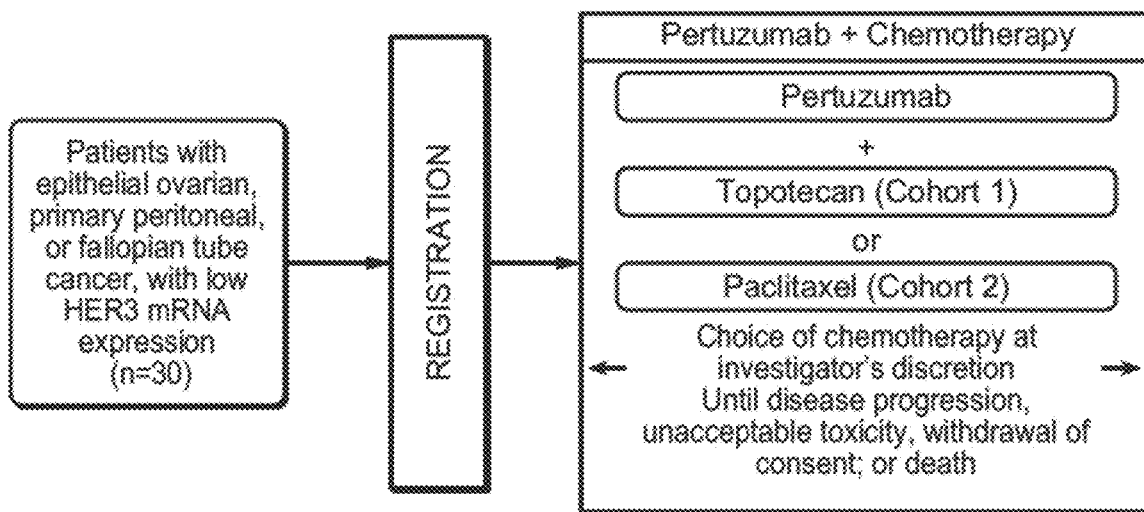 Patients with
epithelial ovarian,
primary peritoneal,
or fallopian tube
cancer, with low
HER3 mRNA
expression
(n=30)
REGISTRATION
Pertuzumab + Chemotherapy
Pertuzumab
+
Topotecan (Cohort 1)
or
Paclitaxel (Cohort 2)
Choice of chemotherapy at
investigator's discretion
Until disease progression,
unacceptable toxicity, withdrawal of
consent; or death